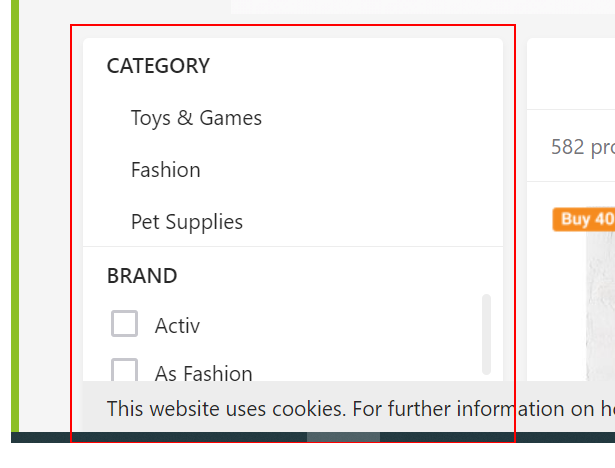 CATEGORY
Toys & Games
Fashion
Pet Supplies
BRAND
Activ
As Fashion
582
Buy 40
This website uses cookies. For further information on